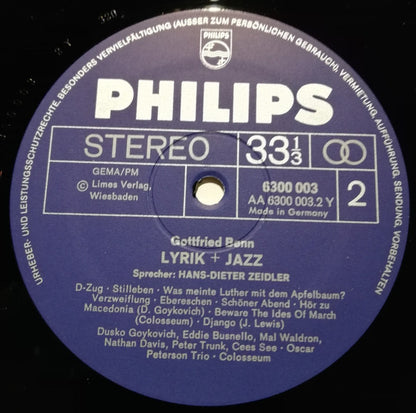 URHEBER- UND LEISTUNGSSCHUTZRECHTE, BESONDERS VERVIELFÄLTIGUNG (AUSSER ZUM PERSÖNLICHEN GEBRAUCH), VERMIETUNG, AUFFÜHRUNG, SENDUNG, VORBEHALTEN
PHILIPS
PHILIPS
STEREO 33⅓
GEMA/PM
© Limes Verlag,
Wiesbaden
6300 003
AA 6300 003.2 Y
Made in Germany
2
Gottfried Benn
LYRIK + JAZZ
Sprecher: HANS-DIETER ZEIDLER
D-Zug · Stilleben · Was meinte Luther mit dem Apfelbaum?
Verzweiflung · Ebereschen · Schöner Abend · Hör zu
Macedonia (D. Goykovich) · Beware The Ides Of March
(Colosseum) · Django (J. Lewis)
Dusko Goykovich, Eddie Busnello, Mal Waldron,
Nathan Davis, Peter Trunk, Cees See · Oscar
Peterson Trio · Colosseum